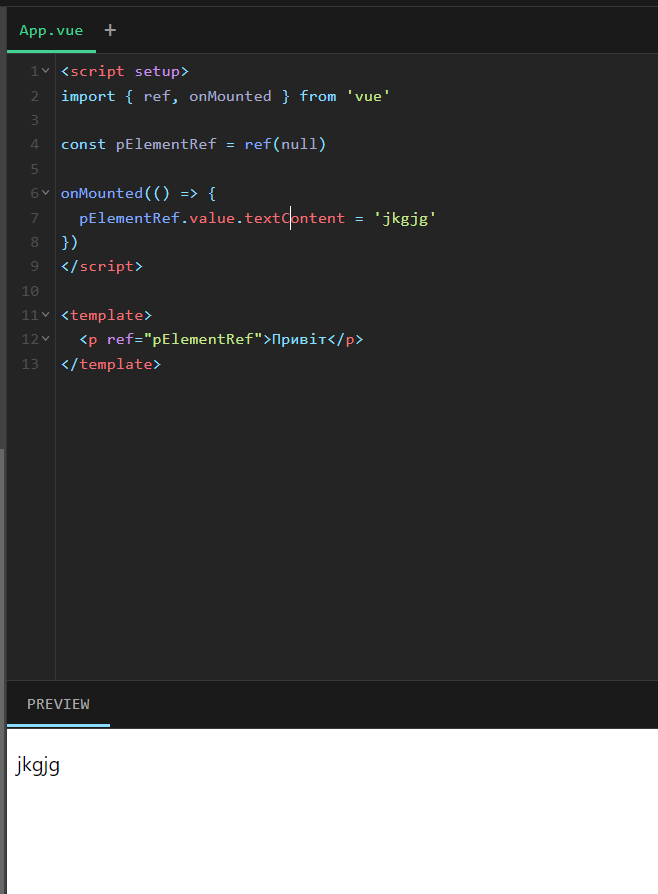 App.vue +
1 <script setup>
2 import { ref, onMounted } from 'vue'
3
4 const pElementRef = ref(null)
5
6 onMounted(() => {
7 pElementRef.value.textContent = 'jkgjg'
8 })
9 </script>
10
11 <template>
12 <p ref="pElementRef">Привіт</p>
13 </template>
PREVIEW
jkgjg